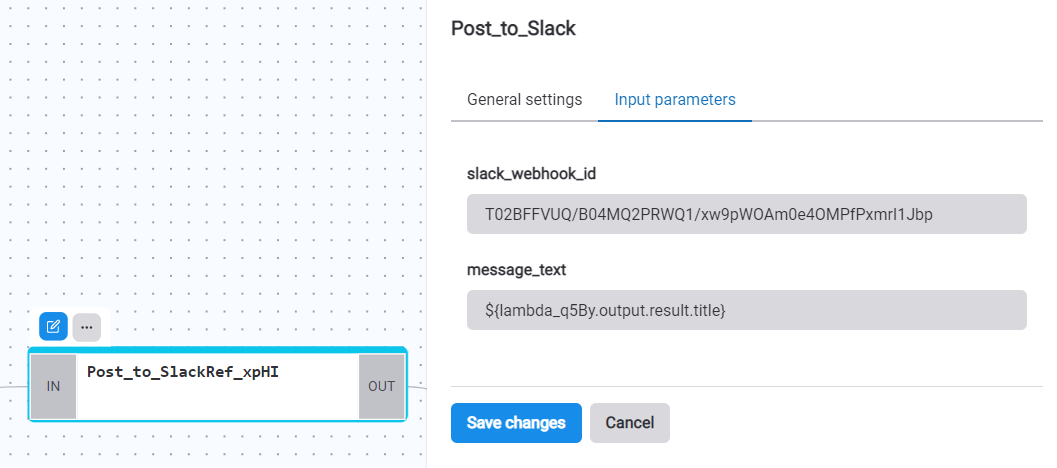 Post_to_Slack
General settings
Input parameters
slack_webhook_id
T02BFFVUQ/B04MQ2PRWQ1/xw9pWOAm0e4OMPfPxmrI1Jbp
message_text
${lambda_q5By.output.result.title}
...
IN
Post_to_SlackRef_xpHI
OUT
Save changes
Cancel